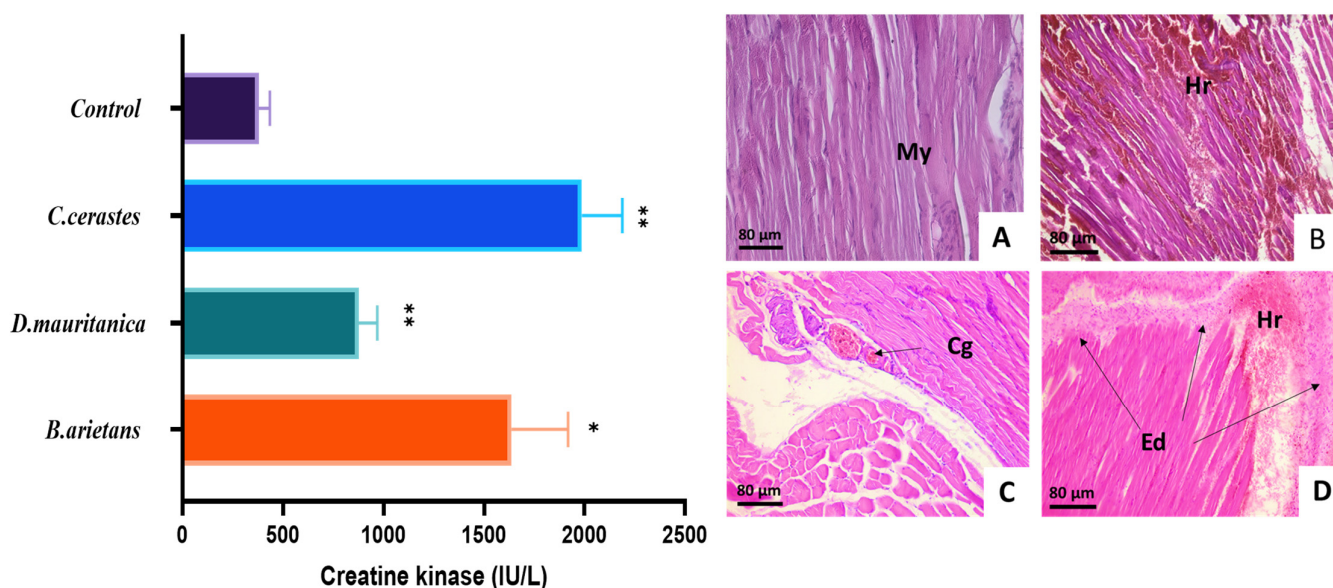 Control
C.cerastes
**
D.mauritanica
**
B.arietans
*
0 500 1000 1500 2000 2500
Creatine kinase (IU/L)
My
80 µm
A
Hr
80 µm
B
Cg
80 µm
C
Hr
Ed
80 µm
D